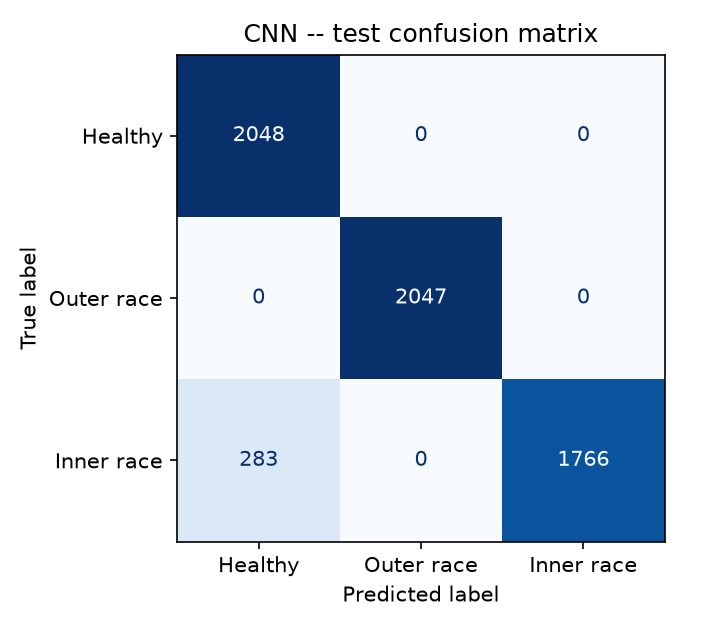 CNN -- test confusion matrix
Healthy 2048 0 0
Outer race 0 2047 0
Inner race 283 0 1766
True label
Healthy Outer race Inner race
Predicted label